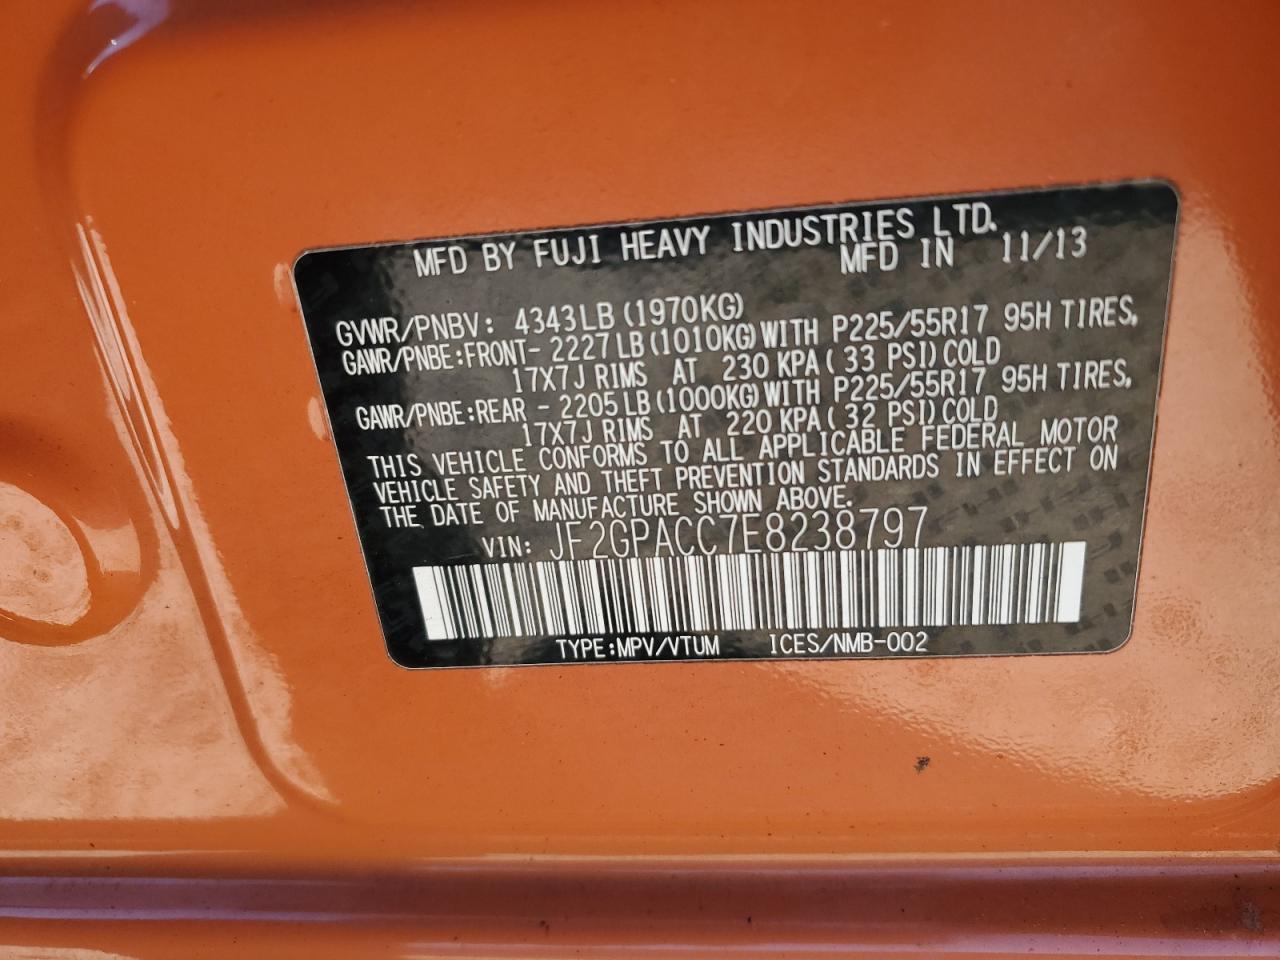 MFD BY FUJI HEAVY INDUSTRIES LTD.
MFD IN 11/13
GVWR/PNBV: 4343LB (1970KG)
GAWR/PNBE:FRONT- 2227LB (1010KG) WITH P225/55R17 95H TIRES,
17X7J RIMS AT 230 KPA( 33 PSI)COLD
GAWR/PNBE:REAR - 2205LB (1000KG) WITH P225/55R17 95H TIRES,
17X7J RIMS AT 220 KPA( 32 PSI)COLD
THIS VEHICLE CONFORMS TO ALL APPLICABLE FEDERAL MOTOR
VEHICLE SAFETY AND THEFT PREVENTION STANDARDS IN EFFECT ON
THE DATE OF MANUFACTURE SHOWN ABOVE.
VIN: JF2GPACC7E8238797
TYPE:MPV/VTUM ICES/NMB-002